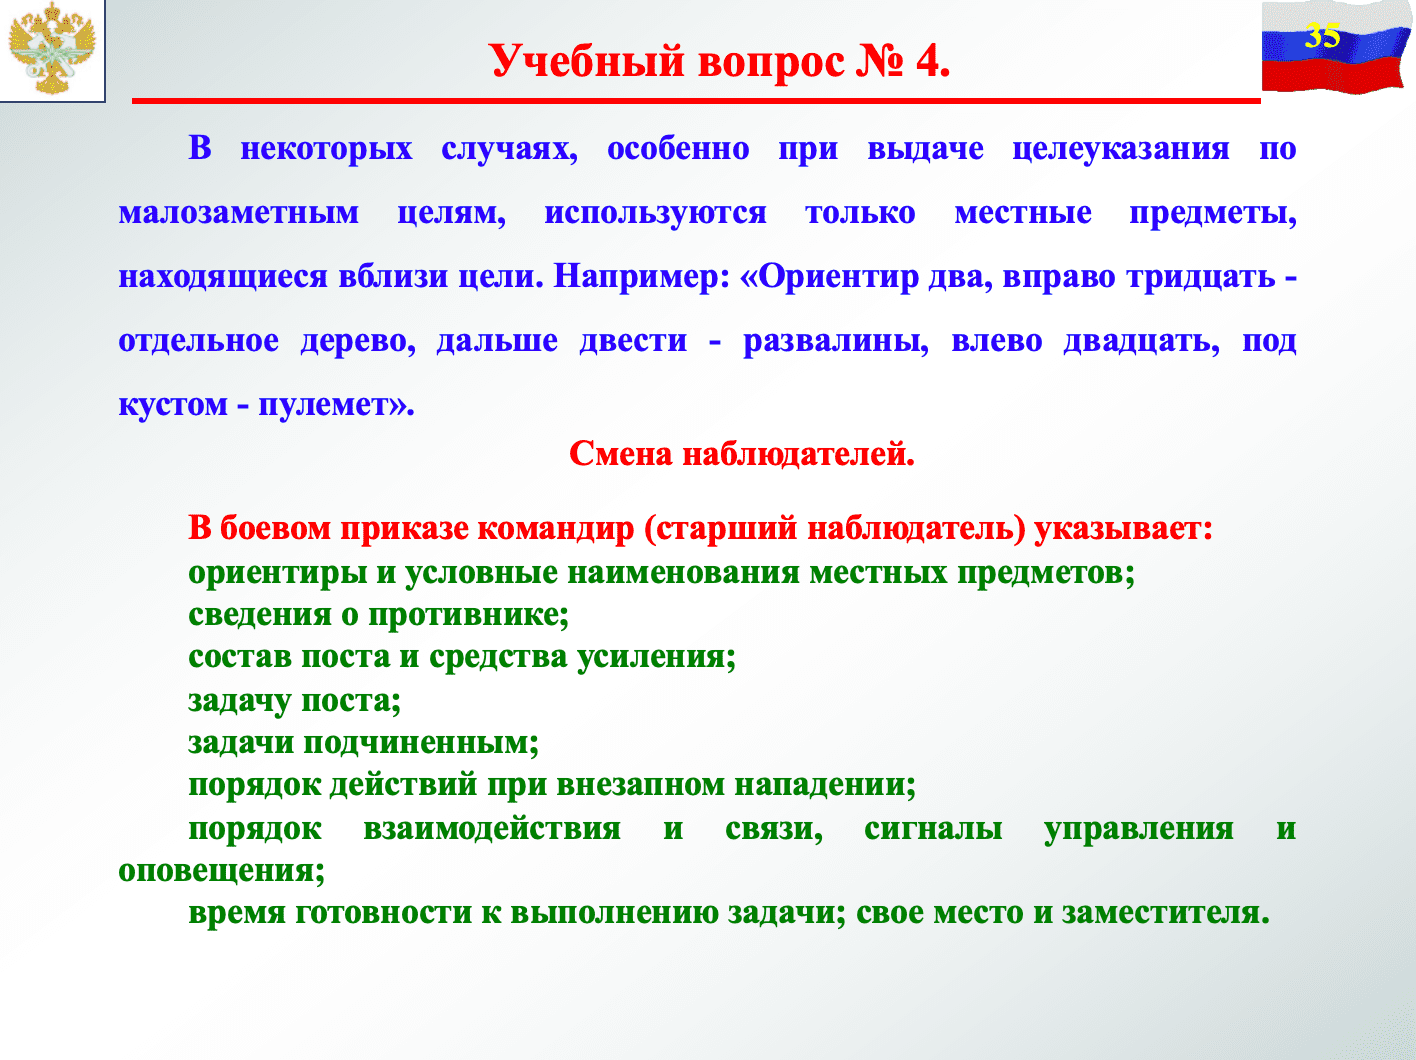 35
Учебный вопрос № 4.
В некоторых случаях, особенно при выдаче целеуказания по
малозаметным целям, используются только местные предметы,
находящиеся вблизи цели. Например: «Ориентир два, вправо тридцать -
отдельное дерево, дальше двести - развалины, влево двадцать, под
кустом - пулемет».
Смена наблюдателей.
В боевом приказе командир (старший наблюдатель) указывает:
ориентиры и условные наименования местных предметов;
сведения о противнике;
состав поста и средства усиления;
задачу поста;
задачи подчиненным;
порядок действий при внезапном нападении;
порядок взаимодействия и связи, сигналы управления и
оповещения;
время готовности к выполнению задачи; свое место и заместителя.